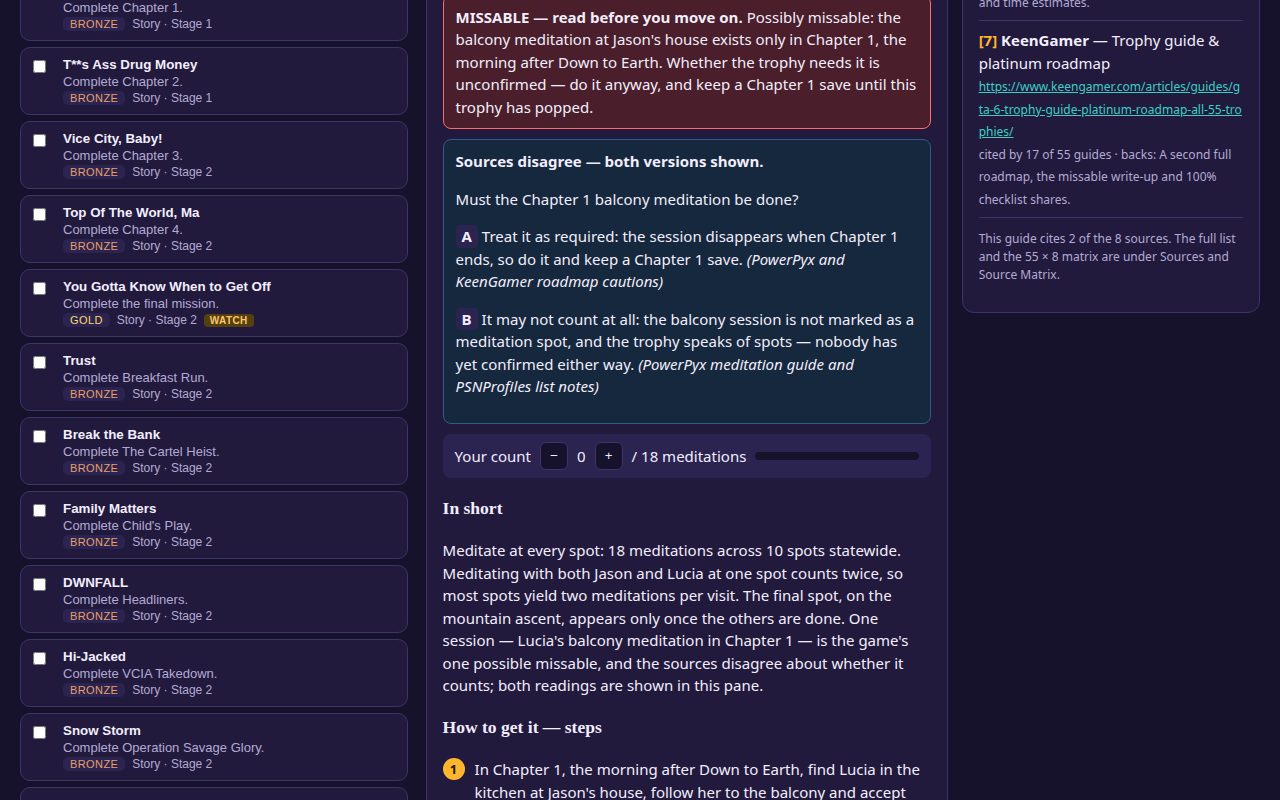 Complete Chapter 1.
BRONZE Story · Stage 1
T**s Ass Drug Money
Complete Chapter 2.
BRONZE Story · Stage 1
Vice City, Baby!
Complete Chapter 3.
BRONZE Story · Stage 2
Top Of The World, Ma
Complete Chapter 4.
BRONZE Story · Stage 2
You Gotta Know When to Get Off
Complete the final mission.
GOLD Story · Stage 2 WATCH
Trust
Complete Breakfast Run.
BRONZE Story · Stage 2
Break the Bank
Complete The Cartel Heist.
BRONZE Story · Stage 2
Family Matters
Complete Child's Play.
BRONZE Story · Stage 2
DWNFALL
Complete Headliners.
BRONZE Story · Stage 2
Hi-Jacked
Complete VCIA Takedown.
BRONZE Story · Stage 2
Snow Storm
Complete Operation Savage Glory.
BRONZE Story · Stage 2
MISSABLE — read before you move on. Possibly missable: the
balcony meditation at Jason's house exists only in Chapter 1, the
morning after Down to Earth. Whether the trophy needs it is
unconfirmed — do it anyway, and keep a Chapter 1 save until this
trophy has popped.
Sources disagree — both versions shown.
Must the Chapter 1 balcony meditation be done?
A Treat it as required: the session disappears when Chapter 1
ends, so do it and keep a Chapter 1 save. (PowerPyx and
KeenGamer roadmap cautions)
B It may not count at all: the balcony session is not marked as a
meditation spot, and the trophy speaks of spots — nobody has
yet confirmed either way. (PowerPyx meditation guide and
PSNProfiles list notes)
Your count − 0 + / 18 meditations
In short
Meditate at every spot: 18 meditations across 10 spots statewide.
Meditating with both Jason and Lucia at one spot counts twice, so
most spots yield two meditations per visit. The final spot, on the
mountain ascent, appears only once the others are done. One
session — Lucia's balcony meditation in Chapter 1 — is the game's
one possible missable, and the sources disagree about whether it
counts; both readings are shown in this pane.
How to get it — steps
1 In Chapter 1, the morning after Down to Earth, find Lucia in the
kitchen at Jason's house, follow her to the balcony and accept
and time estimates.
[7] KeenGamer — Trophy guide &
platinum roadmap
https://www.keengamer.com/articles/guides/g
ta-6-trophy-guide-platinum-roadmap-all-55-tro
phies/
cited by 17 of 55 guides · backs: A second full
roadmap, the missable write-up and 100%
checklist shares.
This guide cites 2 of the 8 sources. The full list
and the 55 × 8 matrix are under Sources and
Source Matrix.